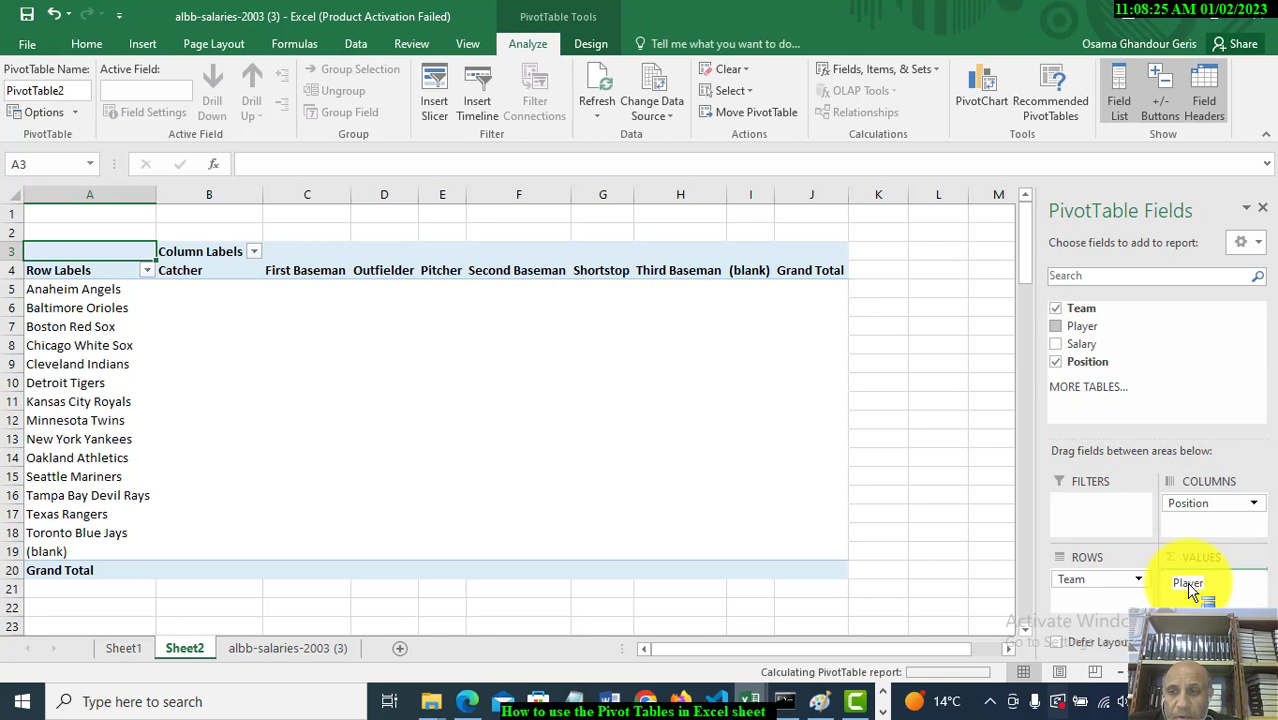 11:08:25 AM 01/02/2023
albb-salaries-2003 (3) - Excel (Product Activation Failed)
PivotTable Tools
File Home Insert Page Layout Formulas Data Review View Analyze Design Tell me what you want to do... Osama Ghandour Geris Share
PivotTable Name:
PivotTable2
Options
PivotTable
Active Field:
Field Settings
Drill Down
Drill Up
Active Field
Group Selection
Ungroup
Group Field
Group
Insert Slicer
Insert Timeline
Filter Connections
Filter
Refresh
Change Data Source
Data
Clear
Select
Move PivotTable
Actions
Fields, Items, & Sets
OLAP Tools
Relationships
Calculations
PivotChart
Recommended PivotTables
Tools
Field List
+/- Buttons
Field Headers
Show
A3
fx
A B C D E F G H I J K L M
1
2
3 Column Labels
4 Row Labels Catcher First Baseman Outfielder Pitcher Second Baseman Shortstop Third Baseman (blank) Grand Total
5 Anaheim Angels
6 Baltimore Orioles
7 Boston Red Sox
8 Chicago White Sox
9 Cleveland Indians
10 Detroit Tigers
11 Kansas City Royals
12 Minnesota Twins
13 New York Yankees
14 Oakland Athletics
15 Seattle Mariners
16 Tampa Bay Devil Rays
17 Texas Rangers
18 Toronto Blue Jays
19 (blank)
20 Grand Total
21
22
23
PivotTable Fields
Choose fields to add to report:
Search
Team
Player
Salary
Position
MORE TABLES...
Drag fields between areas below:
FILTERS
COLUMNS
Position
ROWS
Team
Σ VALUES
Player
Defer Layou
Sheet1 Sheet2 albb-salaries-2003 (3)
Calculating PivotTable report:
Type here to search
14°C
How to use the Pivot Tables in Excel sheet